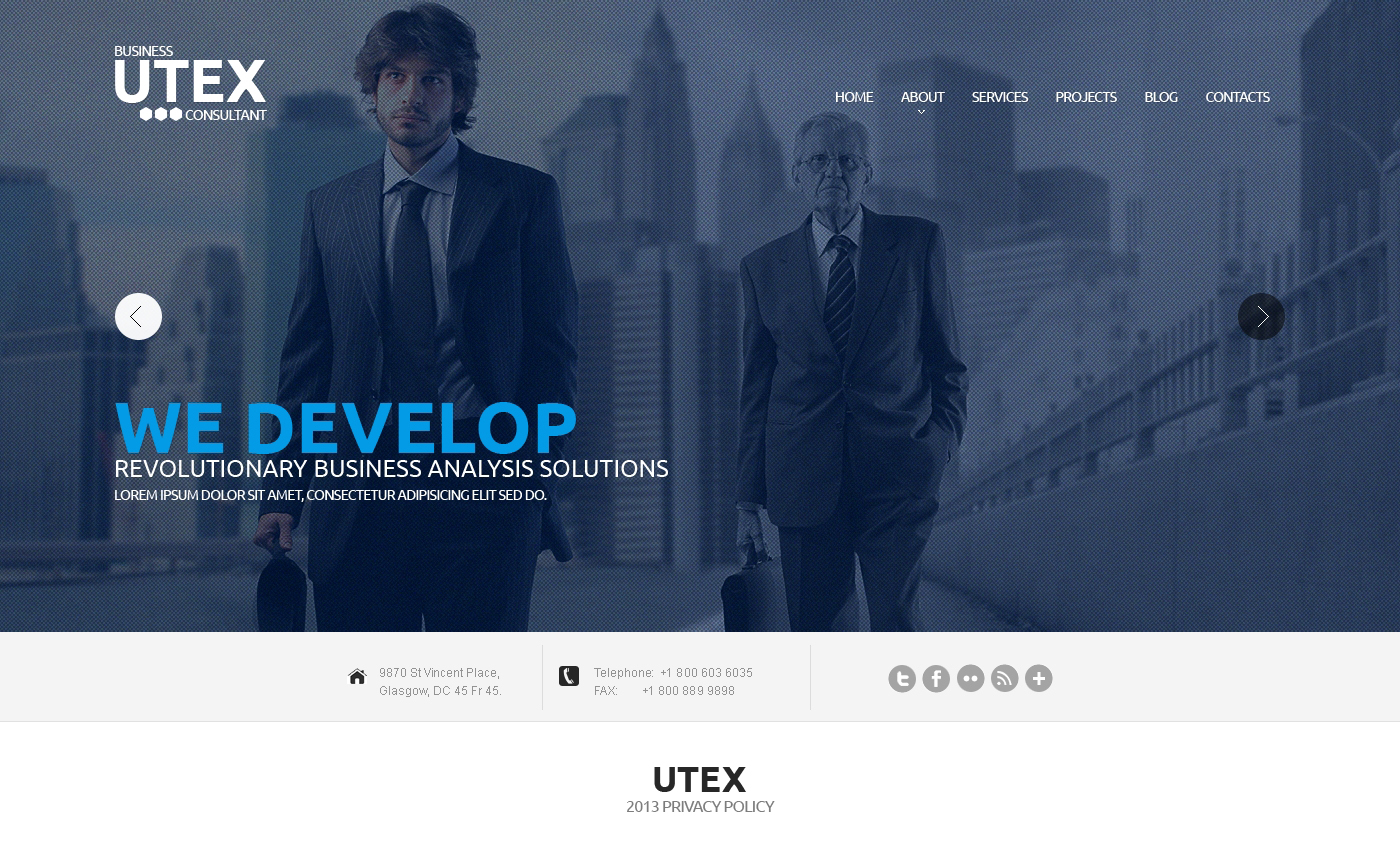 BUSINESS
UTEX
CONSULTANT
HOME ABOUT SERVICES PROJECTS BLOG CONTACTS
WE DEVELOP
REVOLUTIONARY BUSINESS ANALYSIS SOLUTIONS
LOREM IPSUM DOLOR SIT AMET, CONSECTETUR ADIPISICING ELIT SED DO.
9870 St Vincent Place,
Glasgow, DC 45 Fr 45.
Telephone: +1 800 603 6035
FAX: +1 800 889 9898
UTEX
2013 PRIVACY POLICY